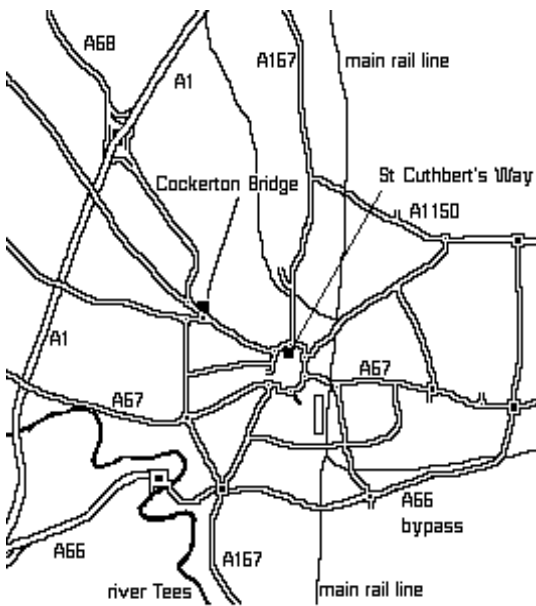 A68
A1
A167
main rail line
Cockerton Bridge
St Cuthbert's Way
A1150
A1
A67
A67
A66
bypass
A66
A167
river Tees
main rail line